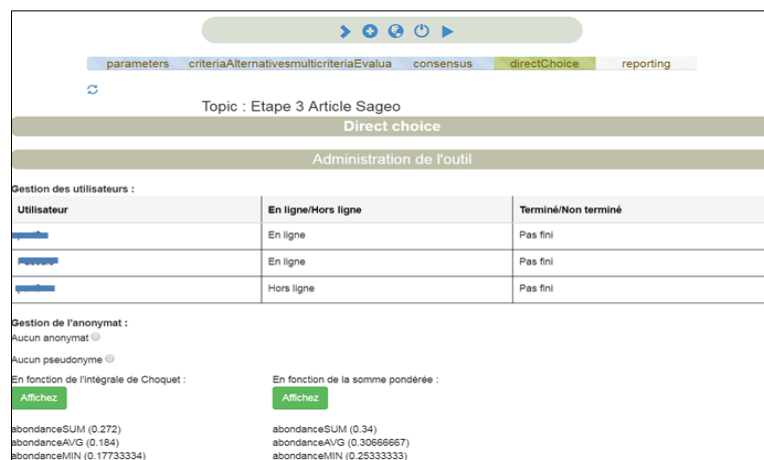 parameters criteriaAlternativesmulticriteriaEvalua consensus directChoice reporting
Topic : Etape 3 Article Sageo
Direct choice
Administration de l'outil
Gestion des utilisateurs :
Utilisateur En ligne/Hors ligne Terminé/Non terminé
En ligne Pas fini
En ligne Pas fini
Hors ligne Pas fini
Gestion de l'anonymat :
Aucun anonymat
Aucun pseudonyme
En fonction de l'intégrale de Choquet : En fonction de la somme pondérée :
Affichez Affichez
abondanceSUM (0.272) abondanceSUM (0.34)
abondanceAVG (0.184) abondanceAVG (0.30666667)
abondanceMIN (0.17733334) abondanceMIN (0.25333333)